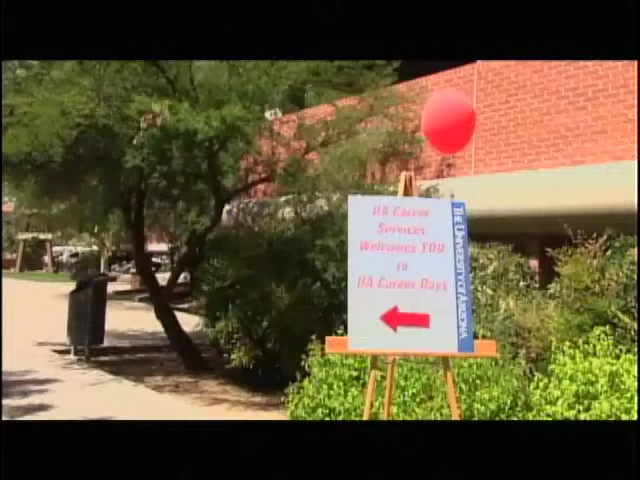 UA Career
Services
Welcomes YOU
to
UA Career Days
THE UNIVERSITY OF ARIZONA